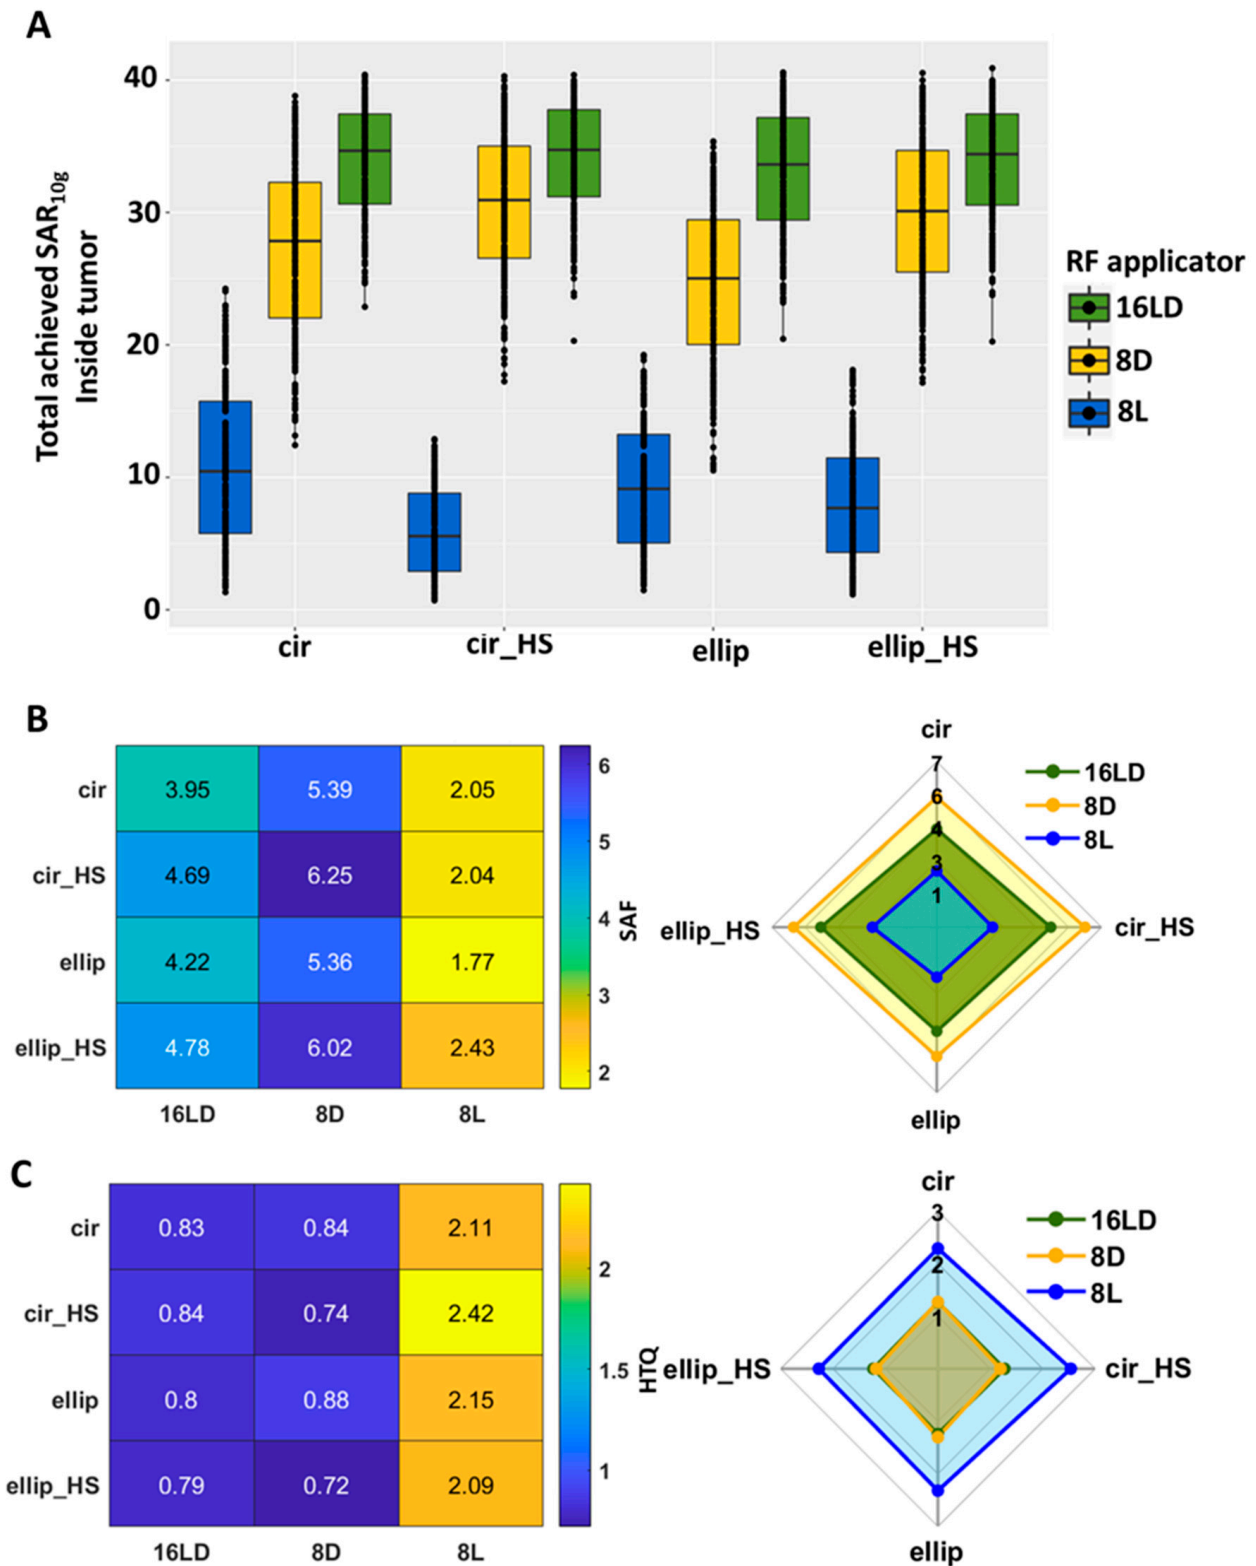 A
Total achieved SAR10g
Inside tumor
40
30
20
10
0
cir
cir_HS
ellip
ellip_HS
RF applicator
16LD
8D
8L
B
cir
cir_HS
ellip
ellip_HS
3.95 5.39 2.05
4.69 6.25 2.04
4.22 5.36 1.77
4.78 6.02 2.43
16LD 8D 8L
6
5
4
3
2
SAF
cir
7
6
4
3
1
ellip_HS
cir_HS
ellip
16LD
8D
8L
C
cir
cir_HS
ellip
ellip_HS
0.83 0.84 2.11
0.84 0.74 2.42
0.8 0.88 2.15
0.79 0.72 2.09
16LD 8D 8L
2
1.5
1
HTQ
cir
3
2
1
ellip_HS
cir_HS
ellip
16LD
8D
8L